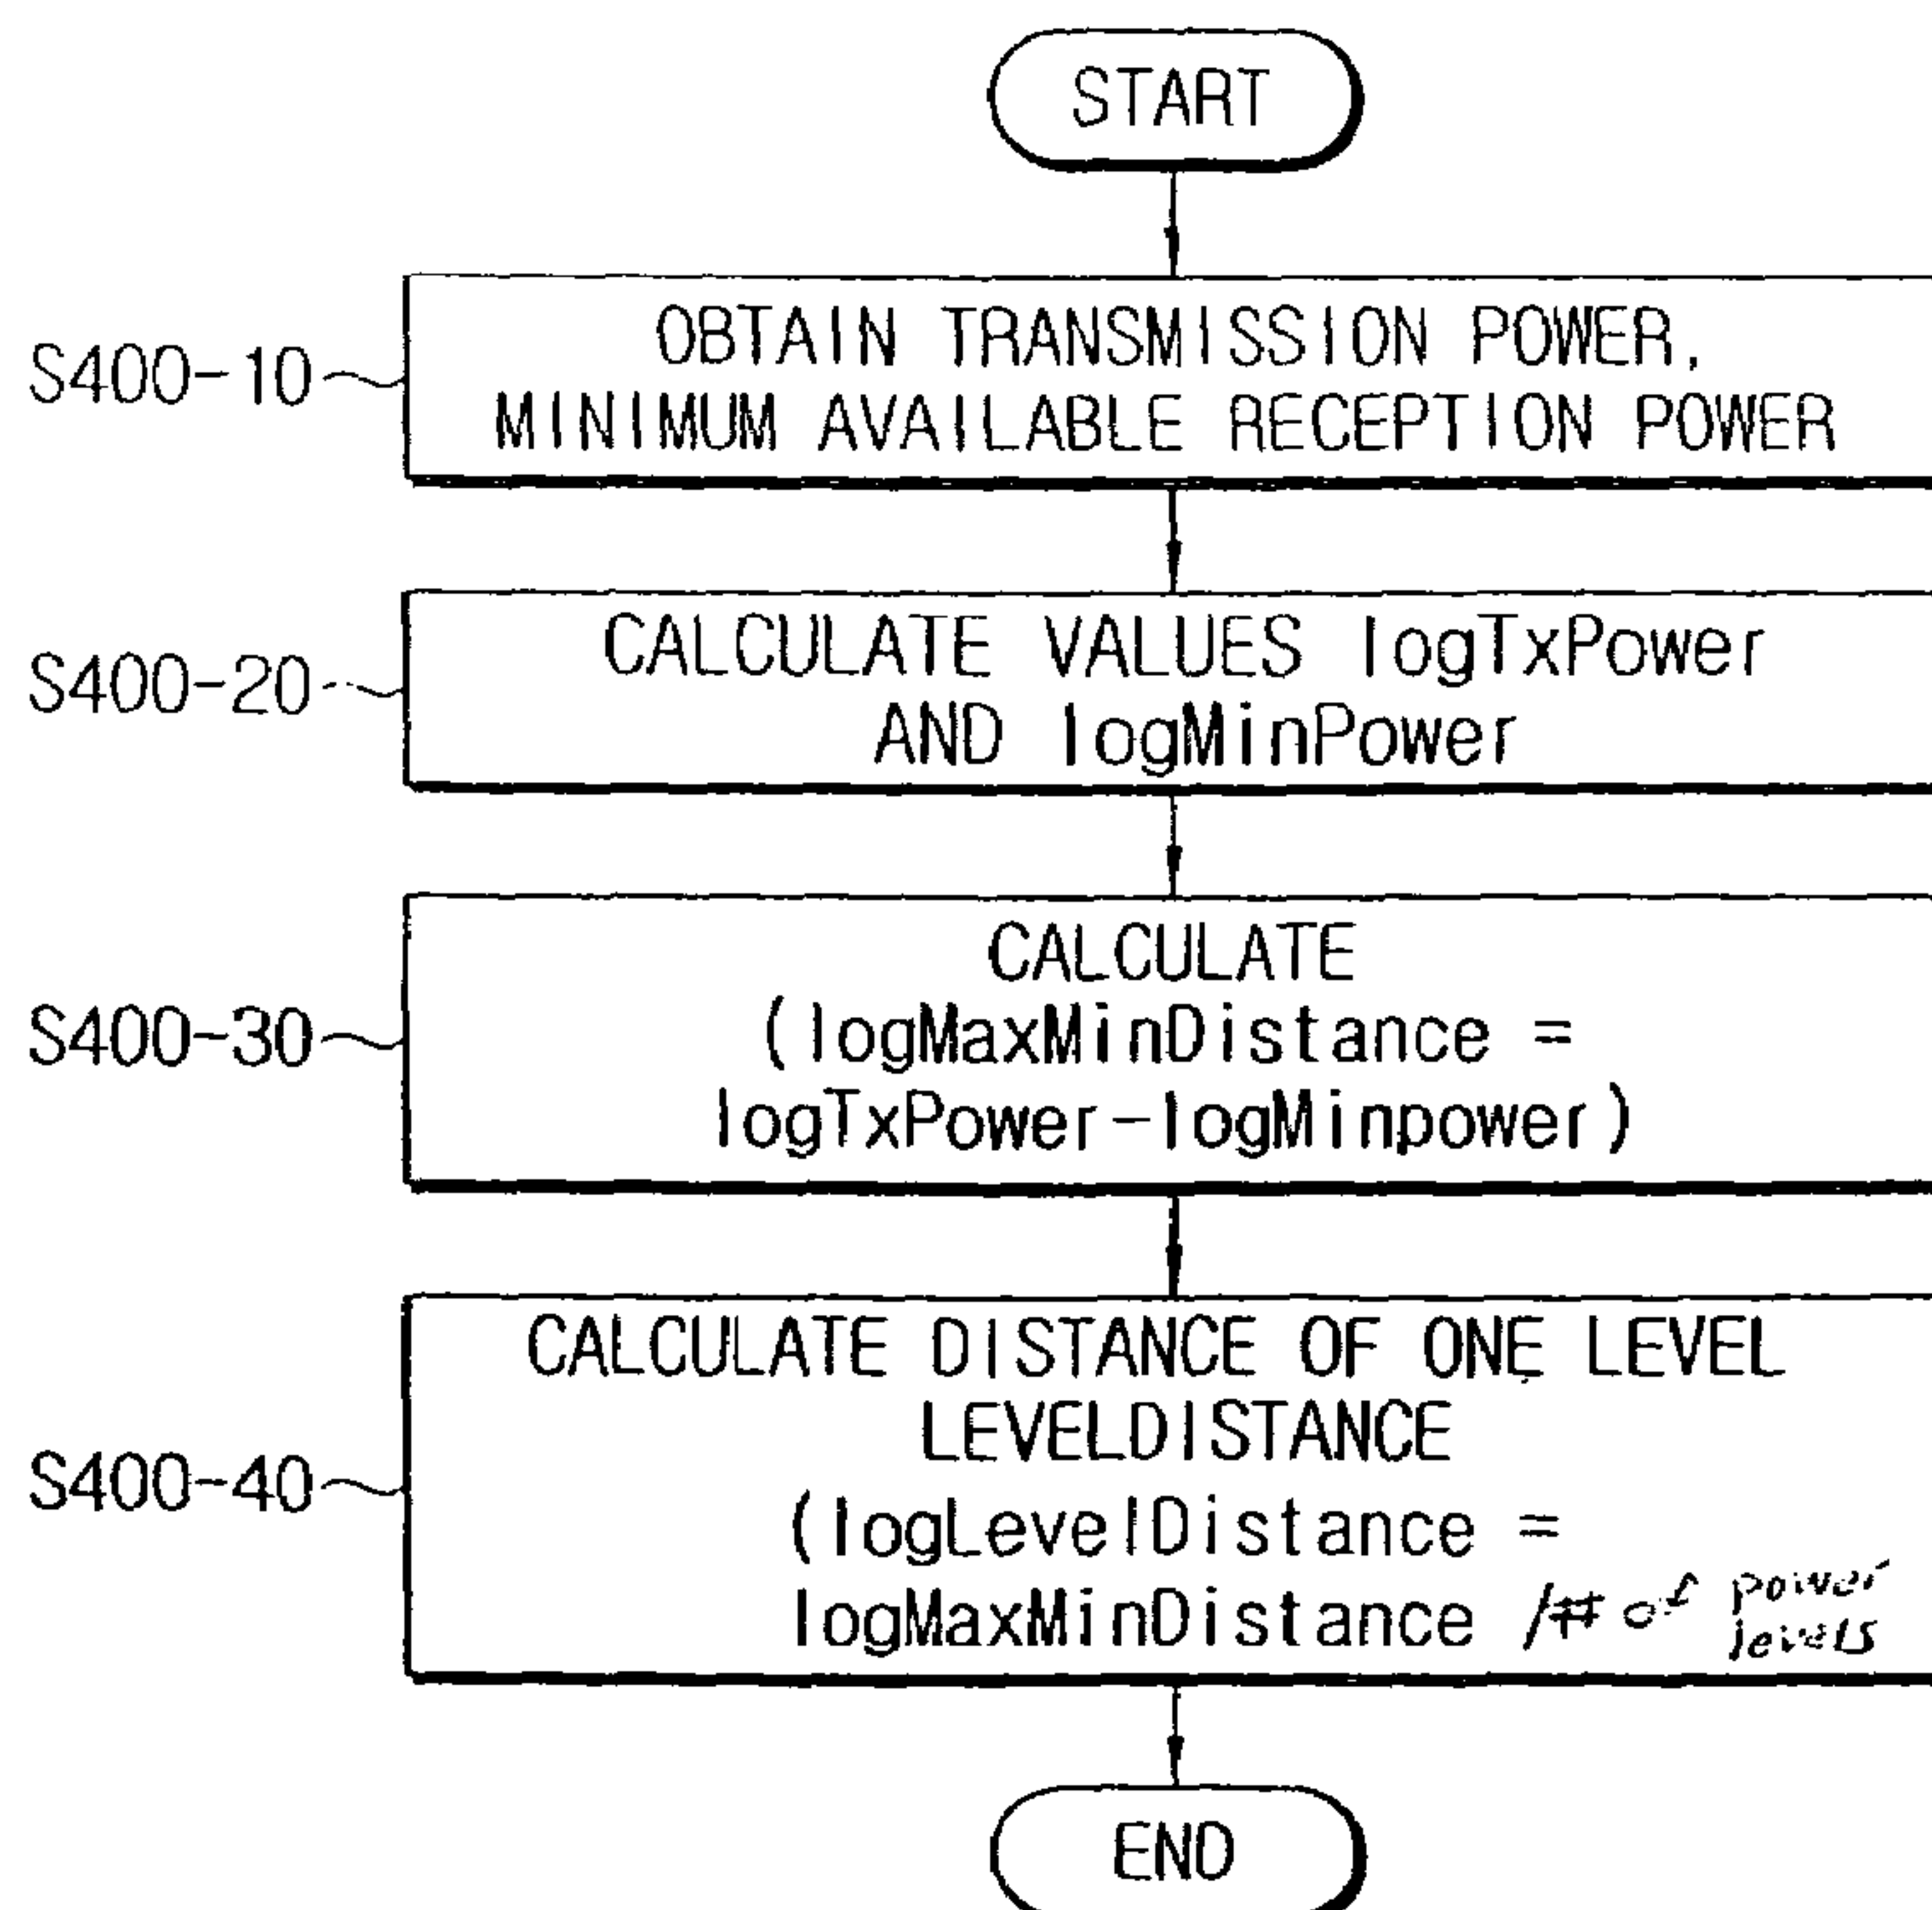 START
S400-10
OBTAIN TRANSMISSION POWER,
MINIMUM AVAILABLE RECEPTION POWER
S400-20
CALCULATE VALUES logTxPower
AND logMinPower
S400-30
CALCULATE
(logMaxMinDistance =
logTxPower-logMinpower)
S400-40
CALCULATE DISTANCE OF ONE LEVEL
LEVELDISTANCE
(logLevelDistance =
logMaxMinDistance /# of power
levels
END